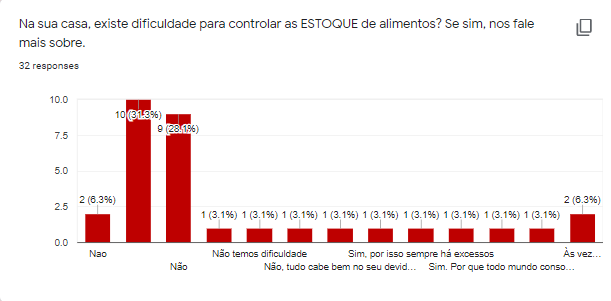 Na sua casa, existe dificuldade para controlar as ESTOQUE de alimentos? Se sim, nos fale
mais sobre.
32 responses
10.0
7.5
5.0
2.5
0.0
2 (6.3%)
10 (31.3%)
9 (28.1%)
1 (3.1%) 1 (3.1%) 1 (3.1%) 1 (3.1%) 1 (3.1%) 1 (3.1%) 1 (3.1%) 1 (3.1%) 1 (3.1%)
2 (6.3%)
Nao Não temos dificuldade Sim, por isso sempre há excessos Às vez…
Não Não, tudo cabe bem no seu devid… Sim. Por que todo mundo conso…